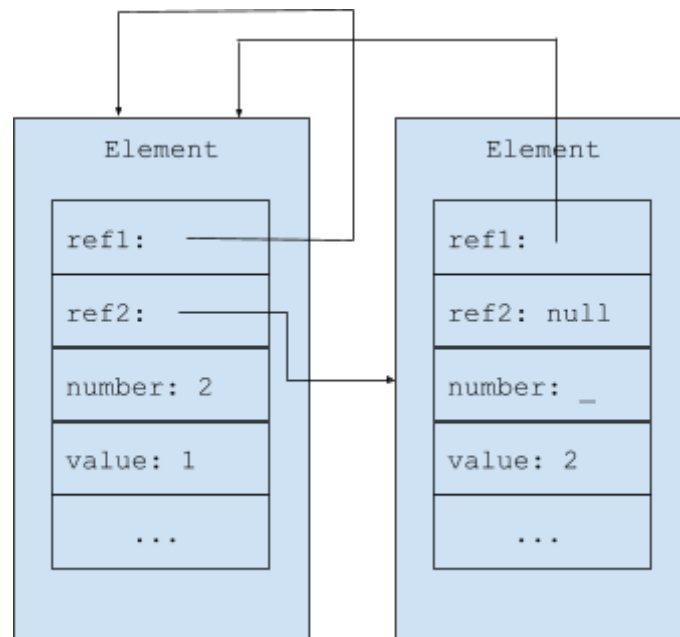 Element
ref1:
ref2:
number: 2
value: 1
...
Element
ref1:
ref2: null
number: _
value: 2
...